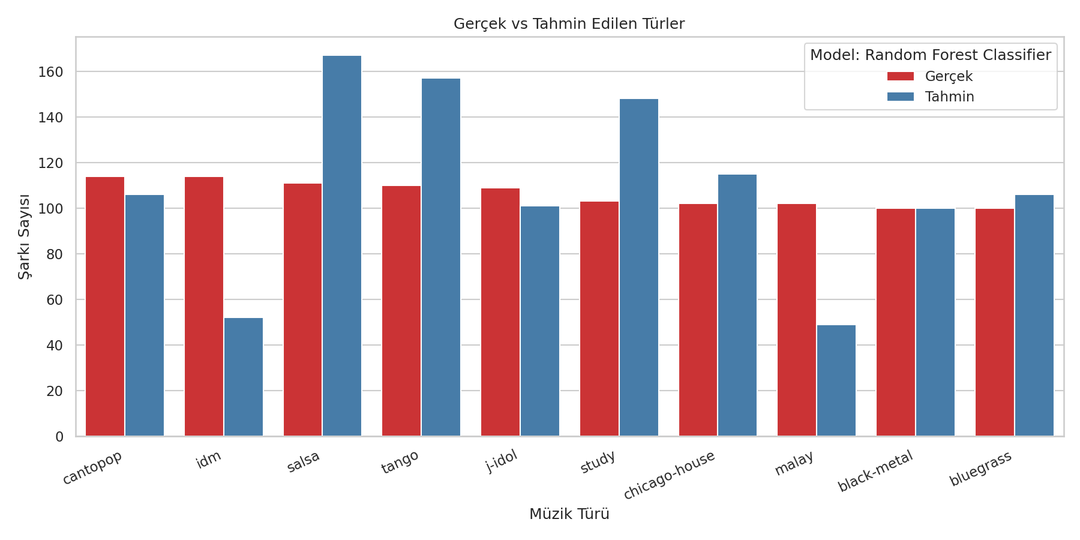 Gerçek vs Tahmin Edilen Türler
Model: Random Forest Classifier
Gerçek
Tahmin
Şarkı Sayısı
160
140
120
100
80
60
40
20
0
cantopop
idm
salsa
tango
j-idol
study
chicago-house
malay
black-metal
bluegrass
Müzik Türü